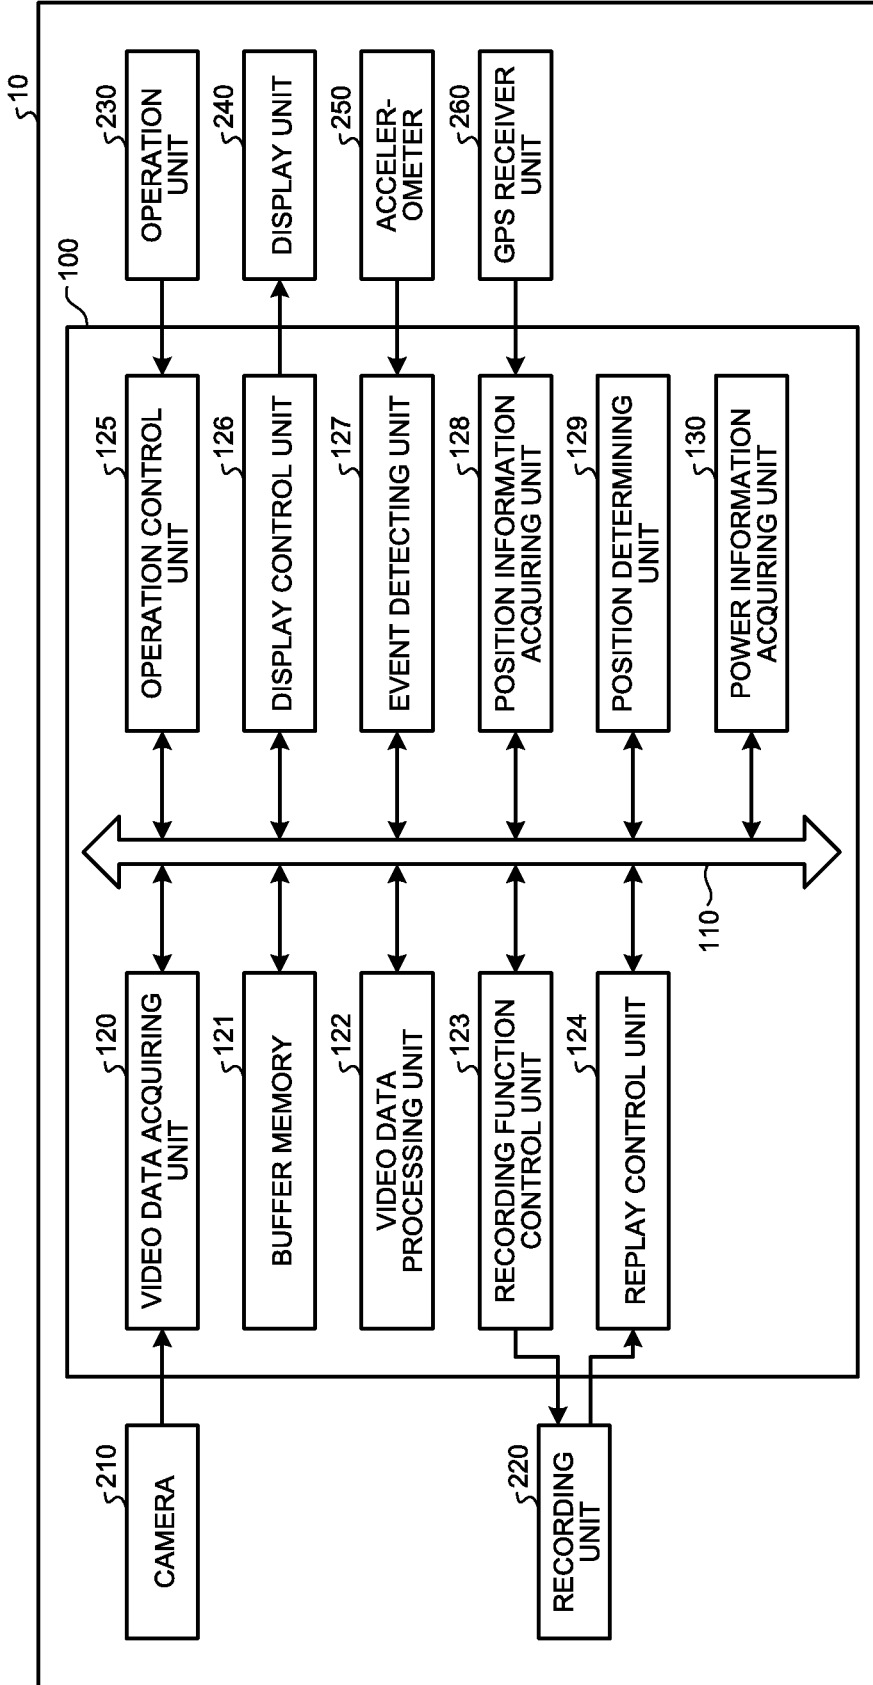 10
100
210
CAMERA
220
RECORDING
UNIT
120
VIDEO DATA ACQUIRING
UNIT
121
BUFFER MEMORY
122
VIDEO DATA
PROCESSING UNIT
123
RECORDING FUNCTION
CONTROL UNIT
124
REPLAY CONTROL UNIT
110
125
OPERATION CONTROL
UNIT
126
DISPLAY CONTROL UNIT
127
EVENT DETECTING UNIT
128
POSITION INFORMATION
ACQUIRING UNIT
129
POSITION DETERMINING
UNIT
130
POWER INFORMATION
ACQUIRING UNIT
230
OPERATION
UNIT
240
DISPLAY UNIT
250
ACCELER-
OMETER
260
GPS RECEIVER
UNIT